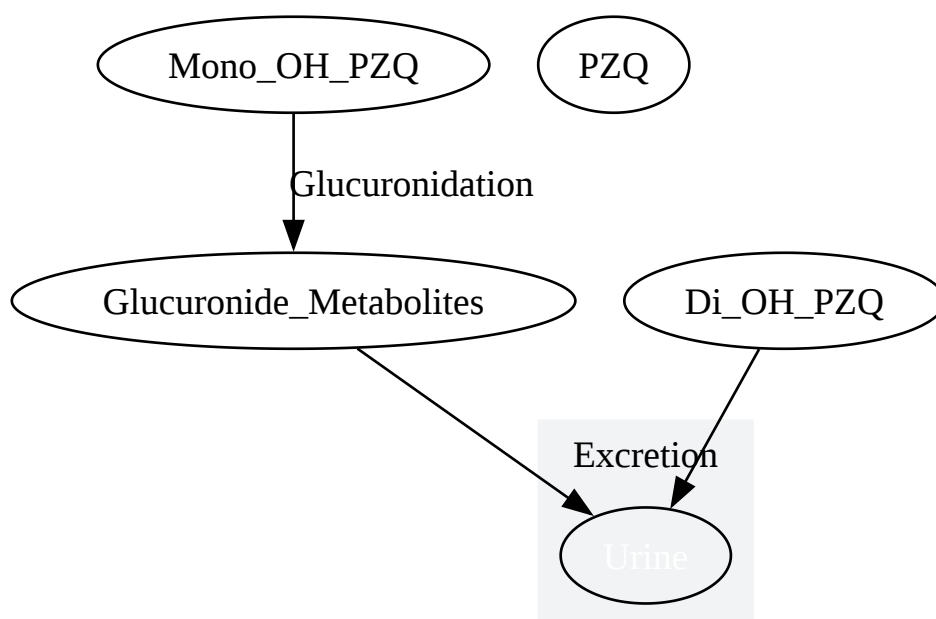 Mono_OH_PZQ
PZQ
Glucuronidation
Glucuronide_Metabolites
Di_OH_PZQ
Excretion
Urine